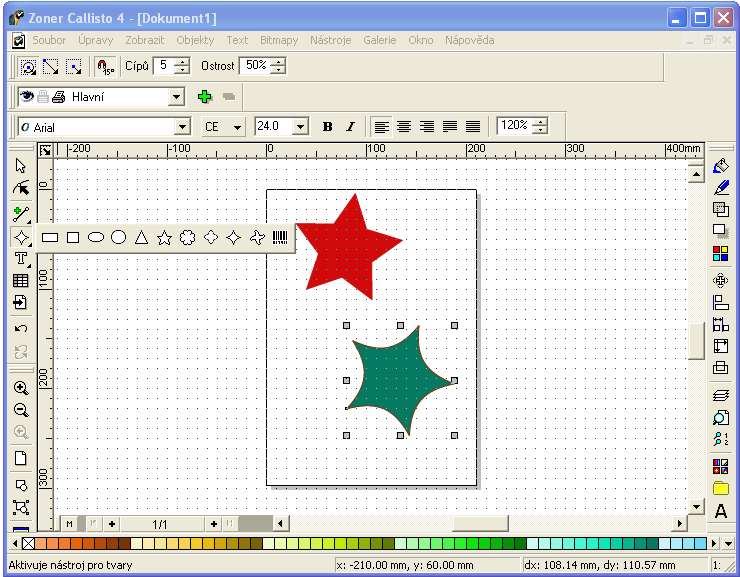 Zoner Callisto 4 - [Dokument1]
Soubor Úpravy Zobrazit Objekty Text Bitmapy Nástroje Galerie Okno Nápověda
15° Cípů 5 Ostrost 50%
Hlavní
O Arial CE 24.0 B I 120%
-200 -100 0 100 200 300 400mm
0
100
200
300
T
M 1/1
A
Aktivuje nástroj pro tvary x: -210.00 mm, y: 60.00 mm dx: 108.14 mm, dy: 110.57 mm 1: